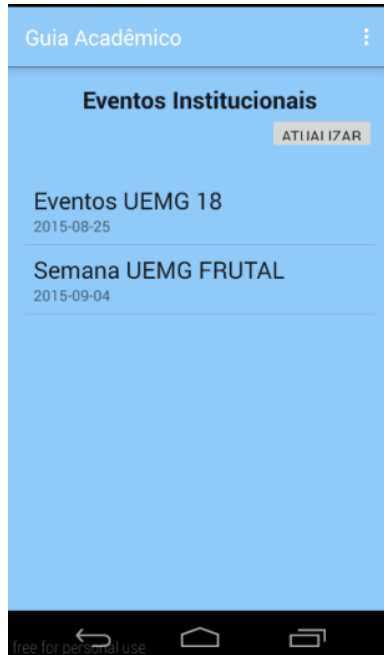 Guia Acadêmico
Eventos Institucionais
ATUALIZAR
Eventos UEMG 18
2015-08-25
Semana UEMG FRUTAL
2015-09-04
free for personal use